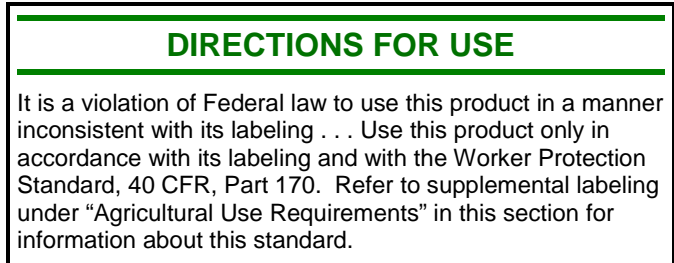 DIRECTIONS FOR USE
It is a violation of Federal law to use this product in a manner
inconsistent with its labeling . . . Use this product only in
accordance with its labeling and with the Worker Protection
Standard, 40 CFR, Part 170.  Refer to supplemental labeling
under “Agricultural Use Requirements” in this section for
information about this standard.